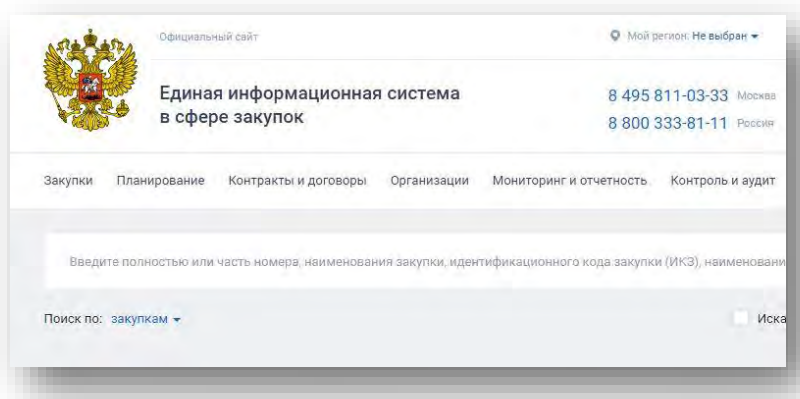 Официальный сайт
Мой регион: Не выбран
Единая информационная система
в сфере закупок
8 495 811-03-33 Москва
8 800 333-81-11 Россия
Закупки Планирование Контракты и договоры Организации Мониторинг и отчетность Контроль и аудит
Введите полностью или часть номера, наименования закупки, идентификационного кода закупки (ИКЗ), наименовани
Поиск по: закупкам
Иска